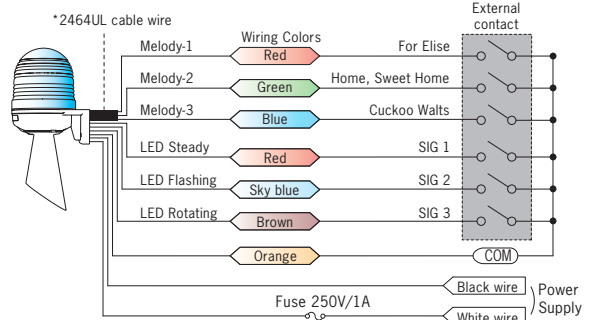 External
contact
*2464UL cable wire
Wiring Colors
Melody-1 Red For Elise
Melody-2 Green Home, Sweet Home
Melody-3 Blue Cuckoo Walts
LED Steady Red SIG 1
LED Flashing Sky blue SIG 2
LED Rotating Brown SIG 3
Orange COM
Black wire
Power
Supply
Fuse 250V/1A
White wire